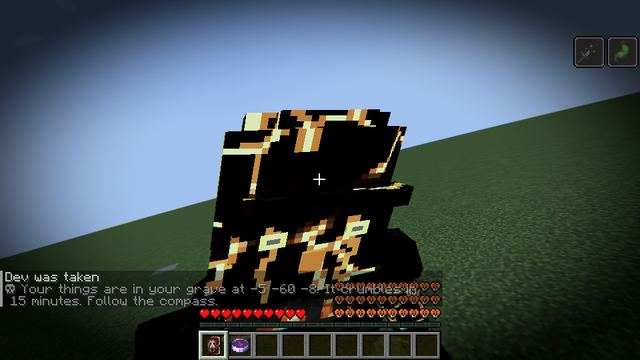 Dev was taken
☠ Your things are in your grave at -5 -60 -8. It crumbles in
15 minutes. Follow the compass.